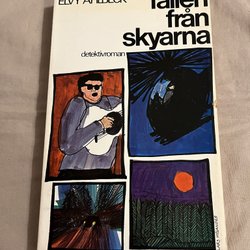 ELVY AHLBECK
fallen
från
skyarna
detektivroman